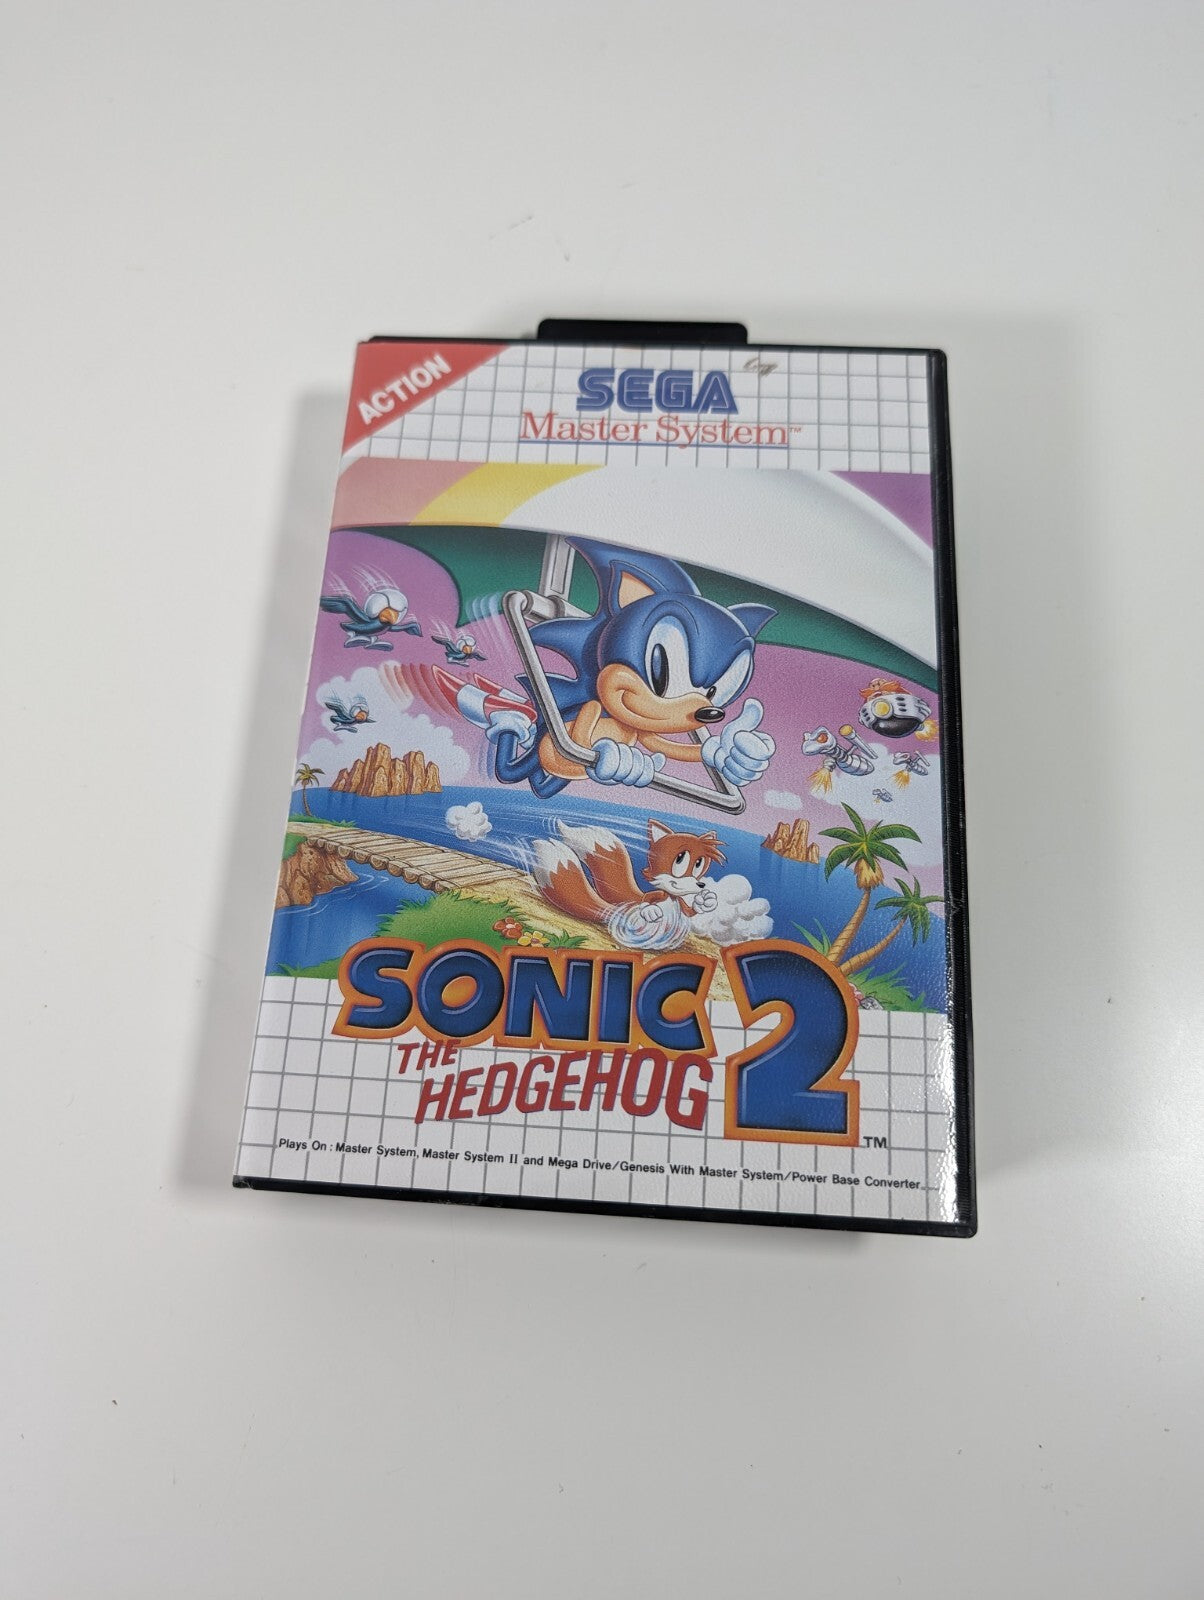 ACTION
SEGA
Master System™
SONIC
THE
HEDGEHOG
2
™
Plays On : Master System, Master System II and Mega Drive/Genesis With Master System/Power Base Converter